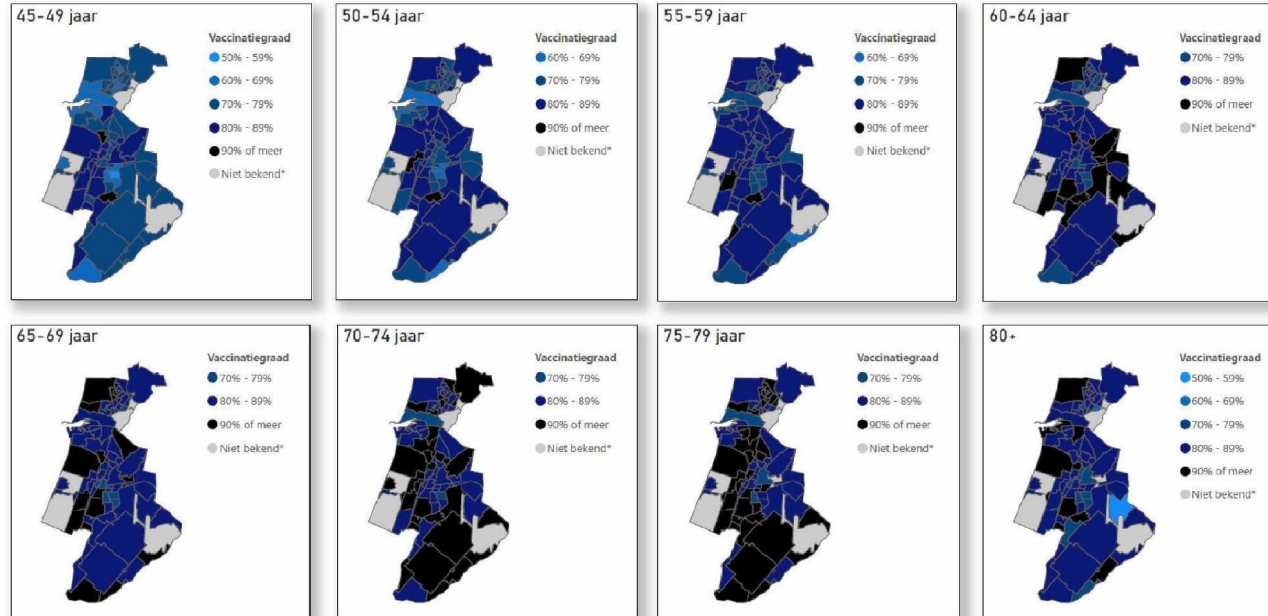 45-49 jaar
Vaccinatiegraad
50% - 59%
60% - 69%
70% - 79%
80% - 89%
90% of meer
Niet bekend*
50-54 jaar
Vaccinatiegraad
60% - 69%
70% - 79%
80% - 89%
90% of meer
Niet bekend*
55-59 jaar
Vaccinatiegraad
60% - 69%
70% - 79%
80% - 89%
90% of meer
Niet bekend*
60-64 jaar
Vaccinatiegraad
70% - 79%
80% - 89%
90% of meer
Niet bekend*
65-69 jaar
Vaccinatiegraad
70% - 79%
80% - 89%
90% of meer
Niet bekend*
70-74 jaar
Vaccinatiegraad
70% - 79%
80% - 89%
90% of meer
Niet bekend*
75-79 jaar
Vaccinatiegraad
70% - 79%
80% - 89%
90% of meer
Niet bekend*
80+
Vaccinatiegraad
50% - 59%
60% - 69%
70% - 79%
80% - 89%
90% of meer
Niet bekend*